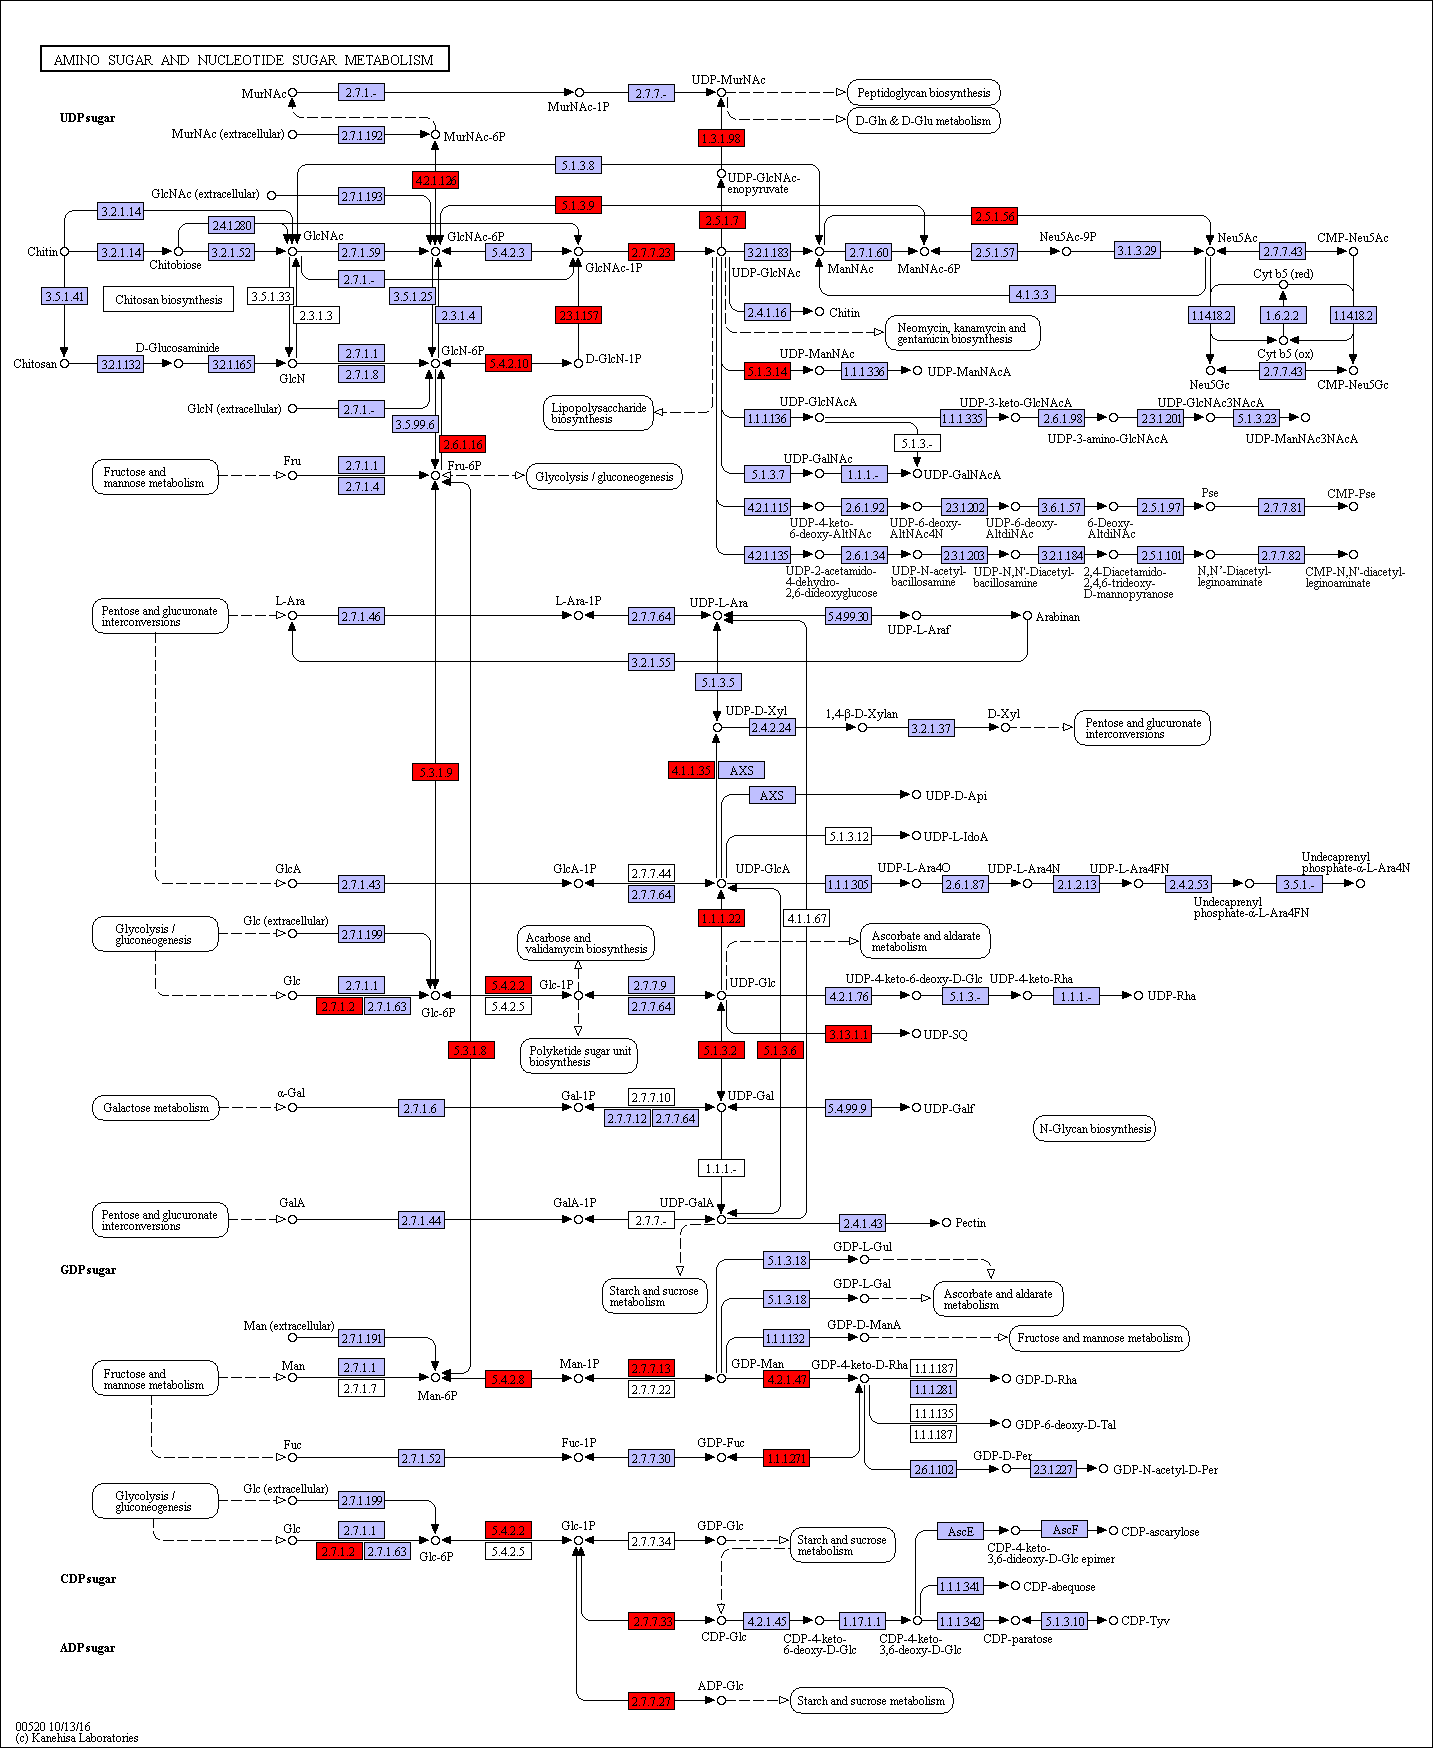 AMINO SUGAR AND NUCLEOTIDE SUGAR METABOLISM
UDP-MurNAc
MurNAc
2.7.1.-
MurNAc-1P
2.7.7.-
Peptidoglycan biosynthesis
UDP sugar
D-Gln & D-Glu metabolism
MurNAc (extracellular)
2.7.1.192
MurNAc-6P
1.3.1.98
5.1.3.8
4.2.1.126
UDP-GlcNAc-
enopyruvate
GlcNAc (extracellular)
2.7.1.193
3.2.1.14
5.1.3.9
2.5.1.7
2.5.1.56
2.4.1.280
GlcNAc
GlcNAc-6P
Neu5Ac-9P
Neu5Ac
CMP-Neu5Ac
Chitin
3.2.1.14
Chitobiose
3.2.1.52
2.7.1.59
5.4.2.3
GlcNAc-1P
2.7.7.23
UDP-GlcNAc
3.2.1.183
ManNAc
2.7.1.60
ManNAc-6P
2.5.1.57
3.1.3.29
2.7.7.43
2.7.1.-
Cyt b5 (red)
3.5.1.41
Chitosan biosynthesis
3.5.1.33
3.5.1.25
4.1.3.3
2.3.1.3
2.3.1.4
2.3.1.157
2.4.1.16
Chitin
1.14.18.2
1.6.2.2
1.14.18.2
Neomycin, kanamycin and
gentamicin biosynthesis
D-Glucosaminide
2.7.1.1
GlcN-6P
UDP-ManNAc
Cyt b5 (ox)
Chitosan
3.2.1.132
3.2.1.165
GlcN
2.7.1.8
5.4.2.10
D-GlcN-1P
5.1.3.14
1.1.1.336
UDP-ManNAcA
Neu5Gc
2.7.7.43
CMP-Neu5Gc
GlcN (extracellular)
2.7.1.-
Lipopolysaccharide
biosynthesis
UDP-GlcNAcA
UDP-3-keto-GlcNAcA
UDP-GlcNAc3NAcA
1.1.1.136
1.1.1.335
2.6.1.98
2.3.1.201
5.1.3.23
3.5.99.6
5.1.3.-
UDP-3-amino-GlcNAcA
UDP-ManNAc3NAcA
2.6.1.16
Fructose and
mannose metabolism
Fru
2.7.1.1
2.7.1.4
Fru-6P
Glycolysis / gluconeogenesis
UDP-GalNAc
5.1.3.7
1.1.1.-
UDP-GalNAcA
Pse
CMP-Pse
4.2.1.115
2.6.1.92
2.3.1.202
3.6.1.57
2.5.1.97
2.7.7.81
UDP-4-keto-
6-deoxy-AltNAc
UDP-6-deoxy-
AltNAc4N
UDP-6-deoxy-
AltdiNAc
6-Deoxy-
AltdiNAc
4.2.1.135
2.6.1.34
2.3.1.203
3.2.1.184
2.5.1.101
2.7.7.82
UDP-2-acetamido-
4-dehydro-
2,6-dideoxyglucose
UDP-N-acetyl-
bacillosamine
UDP-N,N'-Diacetyl-
bacillosamine
2,4-Diacetamido-
2,4,6-trideoxy-
D-mannopyranose
N,N'-Diacetyl-
leginoaminate
CMP-N,N'-diacetyl-
leginoaminate
Pentose and glucuronate
interconversions
L-Ara
2.7.1.46
L-Ara-1P
2.7.7.64
UDP-L-Ara
5.4.99.30
UDP-L-Araf
Arabinan
3.2.1.55
5.1.3.5
UDP-D-Xyl
1,4-β-D-Xylan
D-Xyl
2.4.2.24
3.2.1.37
Pentose and glucuronate
interconversions
5.3.1.9
4.1.1.35
AXS
AXS
UDP-D-Api
5.1.3.12
UDP-L-IdoA
GlcA
2.7.1.43
GlcA-1P
2.7.7.44
2.7.7.64
UDP-GlcA
1.1.1.305
UDP-L-Ara4O
2.6.1.87
UDP-L-Ara4N
2.1.2.13
UDP-L-Ara4FN
2.4.2.53
Undecaprenyl
phosphate-α-L-Ara4FN
3.5.1.-
Undecaprenyl
phosphate-α-L-Ara4N
1.1.1.22
4.1.1.67
Glycolysis /
gluconeogenesis
Glc (extracellular)
2.7.1.199
Acarbose and
validamycin biosynthesis
Ascorbate and aldarate
metabolism
Glc
2.7.1.1
2.7.1.2
2.7.1.63
Glc-6P
5.4.2.2
5.4.2.5
Glc-1P
2.7.7.9
2.7.7.64
UDP-Glc
UDP-4-keto-6-deoxy-D-Glc
UDP-4-keto-Rha
4.2.1.76
5.1.3.-
1.1.1.-
UDP-Rha
3.13.1.1
UDP-SQ
5.3.1.8
Polyketide sugar unit
biosynthesis
5.1.3.2
5.1.3.6
Galactose metabolism
α-Gal
2.7.1.6
Gal-1P
2.7.7.10
2.7.7.12
2.7.7.64
UDP-Gal
5.4.99.9
UDP-Galf
N-Glycan biosynthesis
1.1.1.-
Pentose and glucuronate
interconversions
GalA
2.7.1.44
GalA-1P
2.7.7.-
UDP-GalA
2.4.1.43
Pectin
GDP sugar
Starch and sucrose
metabolism
5.1.3.18
GDP-L-Gul
5.1.3.18
GDP-L-Gal
Ascorbate and aldarate
metabolism
Man (extracellular)
2.7.1.191
1.1.1.132
GDP-D-ManA
Fructose and mannose metabolism
Fructose and
mannose metabolism
Man
2.7.1.1
2.7.1.7
Man-6P
5.4.2.8
Man-1P
2.7.7.13
2.7.7.22
GDP-Man
4.2.1.47
GDP-4-keto-D-Rha
1.1.1.187
1.1.1.281
GDP-D-Rha
1.1.1.135
1.1.1.187
GDP-6-deoxy-D-Tal
Fuc
2.7.1.52
Fuc-1P
2.7.7.30
GDP-Fuc
1.1.1.271
2.6.1.102
GDP-D-Per
2.3.1.227
GDP-N-acetyl-D-Per
Glycolysis /
gluconeogenesis
Glc (extracellular)
2.7.1.199
Glc
2.7.1.1
2.7.1.2
2.7.1.63
Glc-6P
5.4.2.2
5.4.2.5
Glc-1P
2.7.7.34
GDP-Glc
Starch and sucrose
metabolism
AscE
CDP-4-keto-
3,6-dideoxy-D-Glc epimer
AscF
CDP-ascarylose
CDP sugar
1.1.1.341
CDP-abequose
2.7.7.33
CDP-Glc
4.2.1.45
CDP-4-keto-
6-deoxy-D-Glc
1.17.1.1
CDP-4-keto-
3,6-deoxy-D-Glc
1.1.1.342
CDP-paratose
5.1.3.10
CDP-Tyv
ADP sugar
2.7.7.27
ADP-Glc
Starch and sucrose metabolism
00520 10/13/16
(c) Kanehisa Laboratories